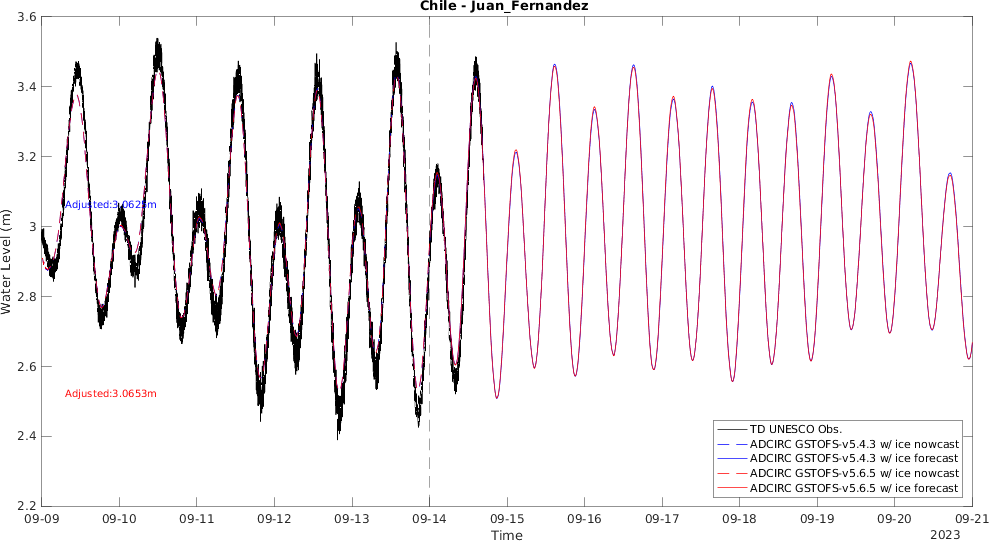 Chile - Juan_Fernandez
3.6
3.4
3.2
3
2.8
2.6
2.4
2.2
Water Level (m)
Adjusted:3.0625m
Adjusted:3.0653m
TD UNESCO Obs.
ADCIRC GSTOFS-v5.4.3 w/ ice nowcast
ADCIRC GSTOFS-v5.4.3 w/ ice forecast
ADCIRC GSTOFS-v5.6.5 w/ ice nowcast
ADCIRC GSTOFS-v5.6.5 w/ ice forecast
09-09 09-10 09-11 09-12 09-13 09-14 09-15 09-16 09-17 09-18 09-19 09-20 09-21
Time
2023